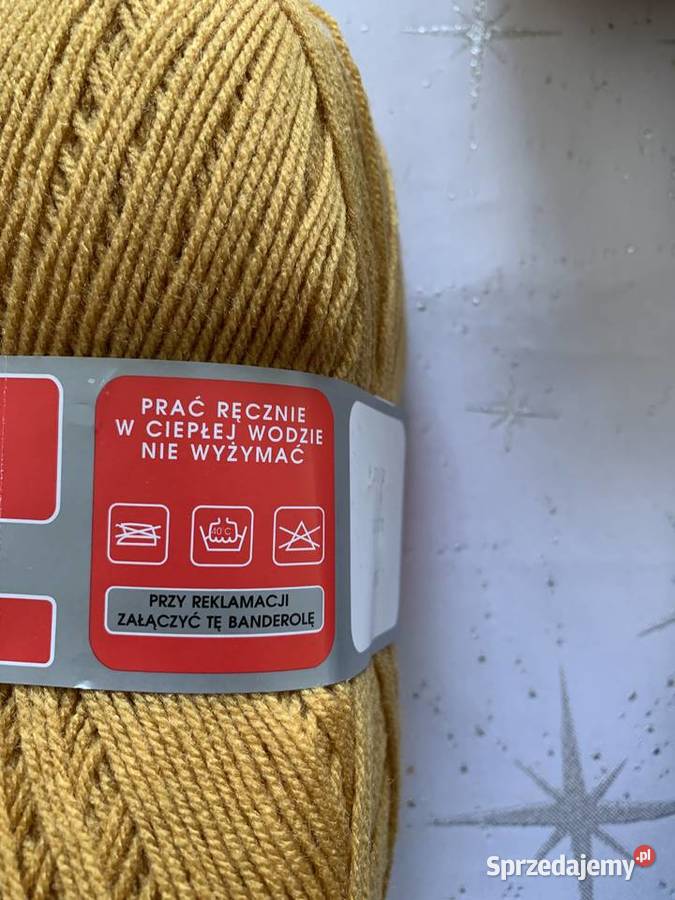 PRAĆ RĘCZNIE
W CIEPŁEJ WODZIE
NIE WYŻYMAĆ
40°C
PRZY REKLAMACJI
ZAŁĄCZYĆ TĘ BANDEROLĘ
Sprzedajemy.pl